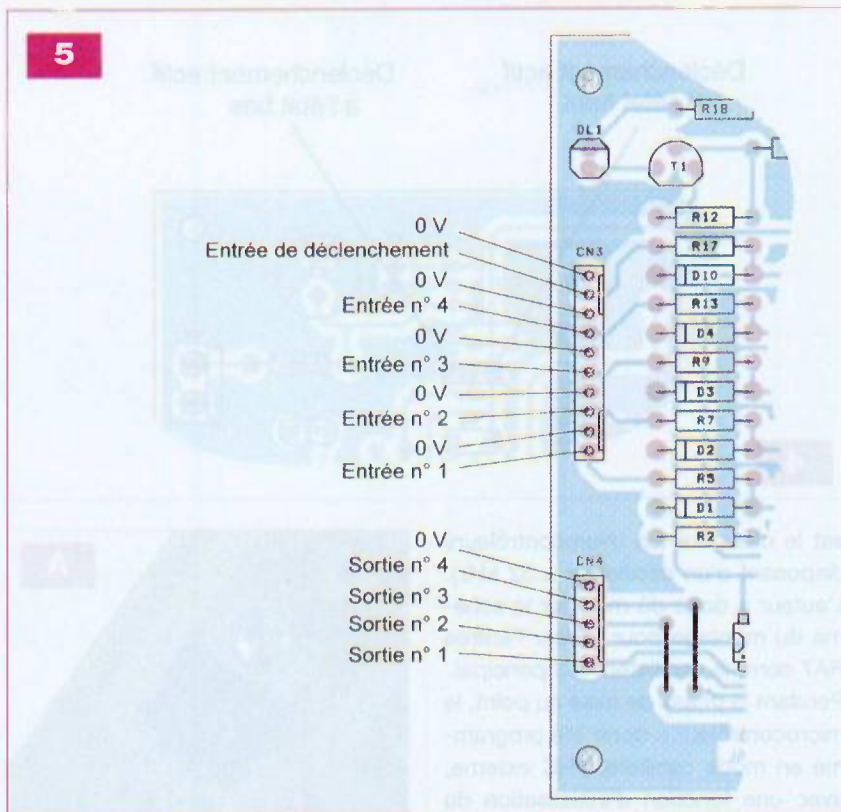 5
R18
DL1
T1
R12
0 V
R17
Entrée de déclenchement
CN3
0 V
D10
Entrée n° 4
R13
0 V
D4
Entrée n° 3
R9
0 V
D3
Entrée n° 2
R7
0 V
D2
Entrée n° 1
R5
D1
R2
0 V
CN4
Sortie n° 4
Sortie n° 3
Sortie n° 2
Sortie n° 1